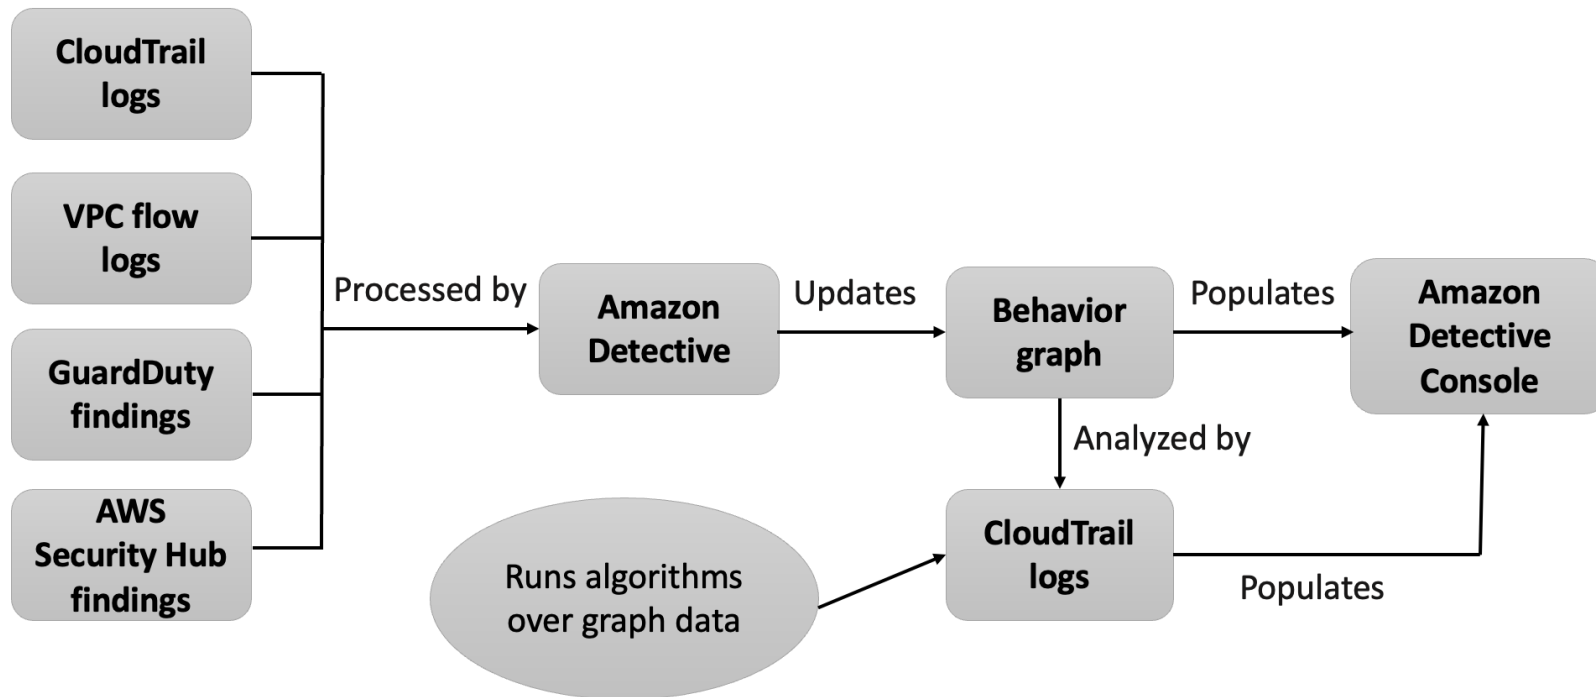 CloudTrail
logs
VPC flow
logs
GuardDuty
findings
AWS
Security Hub
findings
Processed by
Amazon
Detective
Updates
Behavior
graph
Populates
Amazon
Detective
Console
Analyzed by
CloudTrail
logs
Populates
Runs algorithms
over graph data